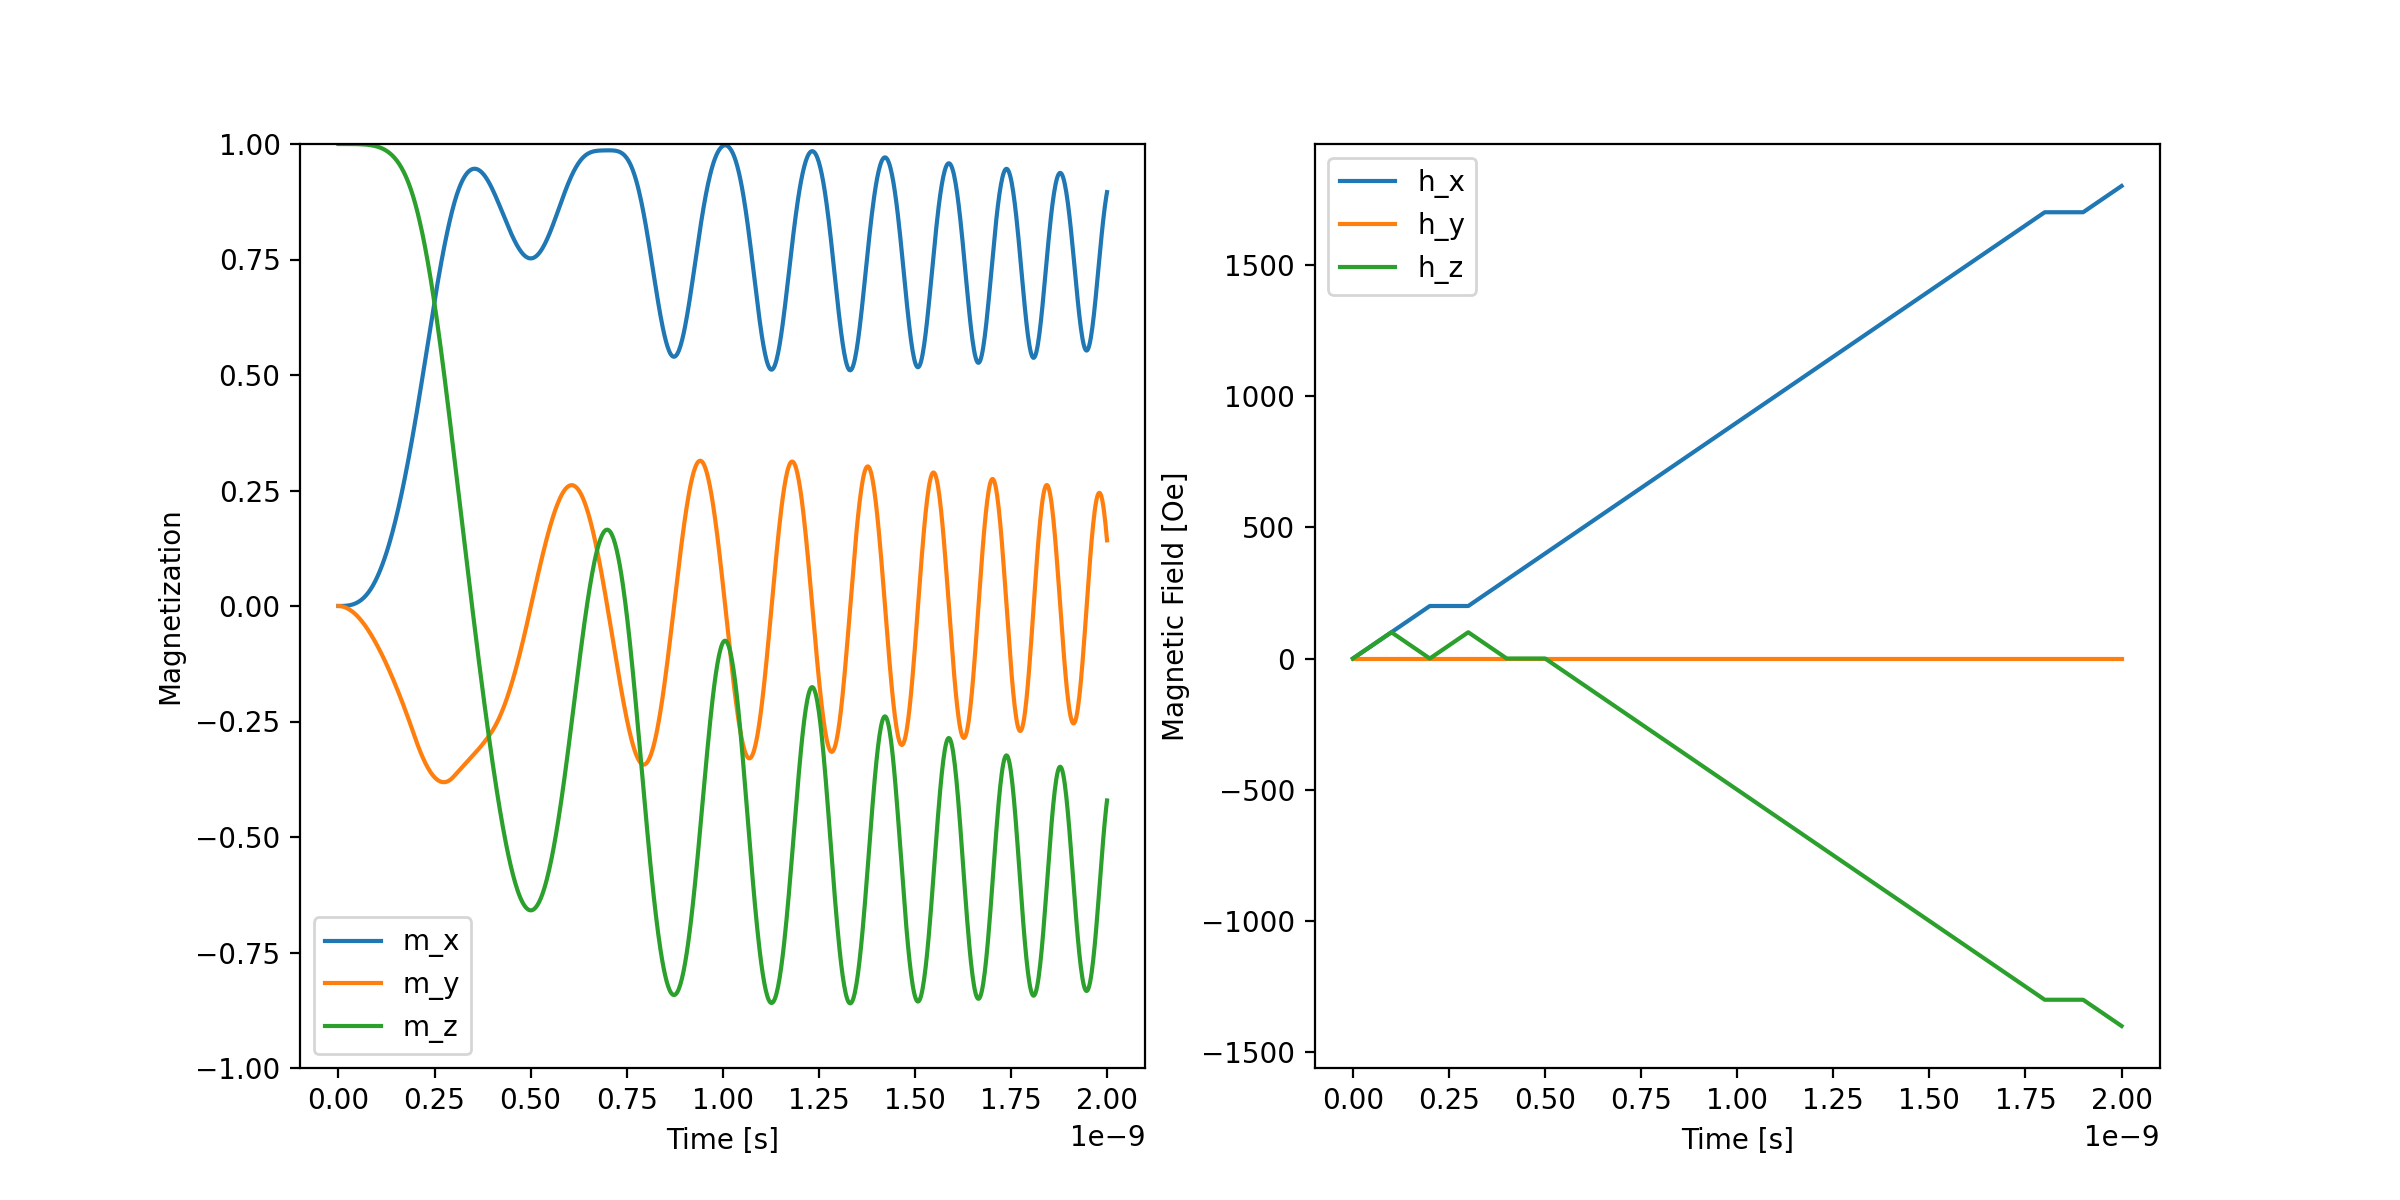 1.00
0.75
0.50
0.25
0.00
−0.25
−0.50
−0.75
−1.00
Magnetization
m_x
m_y
m_z
0.00 0.25 0.50 0.75 1.00 1.25 1.50 1.75 2.00
Time [s]
1e−9
1500
1000
500
0
−500
−1000
−1500
Magnetic Field [Oe]
h_x
h_y
h_z
0.00 0.25 0.50 0.75 1.00 1.25 1.50 1.75 2.00
Time [s]
1e−9